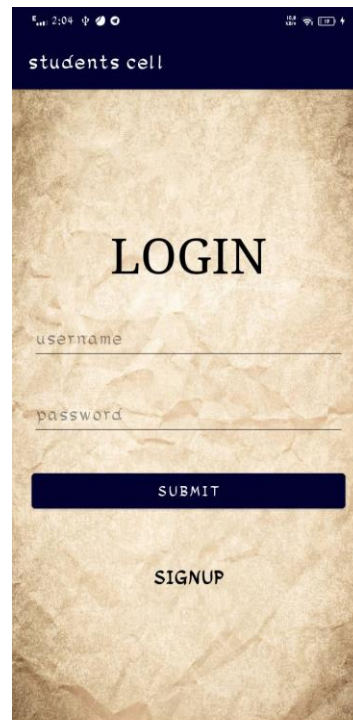 2:04
students cell
LOGIN
username
password
SUBMIT
SIGNUP